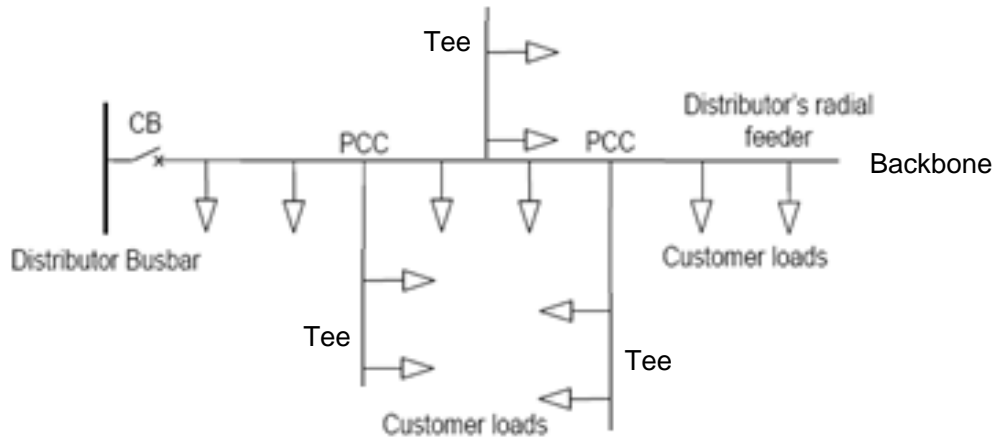 Tee
CB
PCC
PCC
Distributor's radial
feeder
Backbone
Distributor Busbar
Customer loads
Tee
Tee
Customer loads